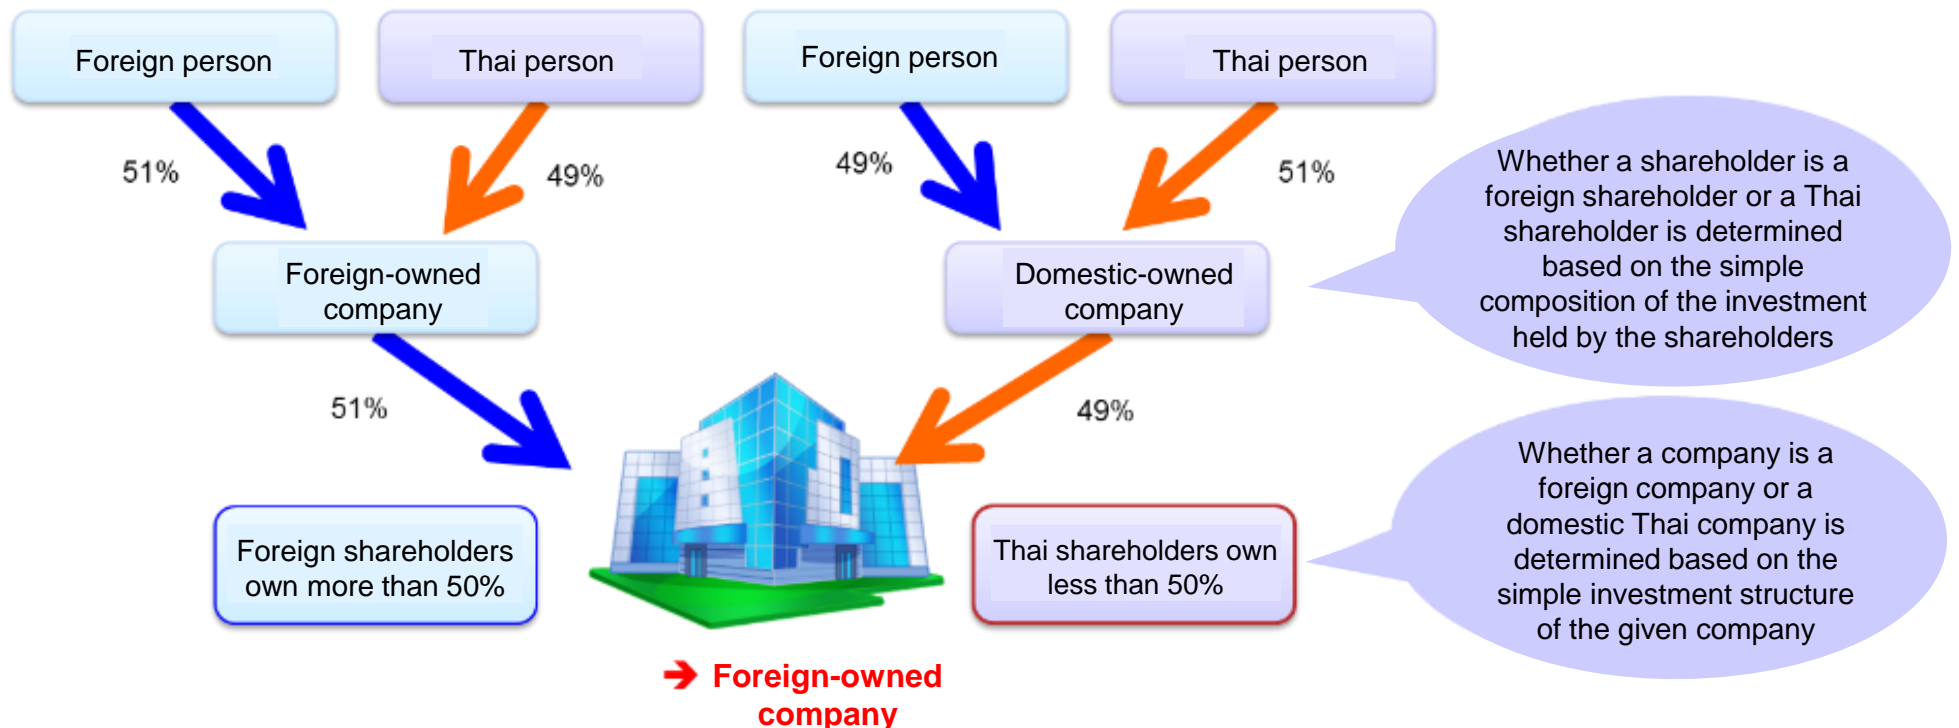 Foreign person
Thai person
Foreign person
Thai person
51%
49%
49%
51%
Foreign-owned
company
Domestic-owned
company
Whether a shareholder is a
foreign shareholder or a Thai
shareholder is determined
based on the simple
composition of the investment
held by the shareholders
51%
49%
Foreign shareholders
own more than 50%
Thai shareholders own
less than 50%
Whether a company is a
foreign company or a
domestic Thai company is
determined based on the
simple investment structure
of the given company
➔ Foreign-owned
company